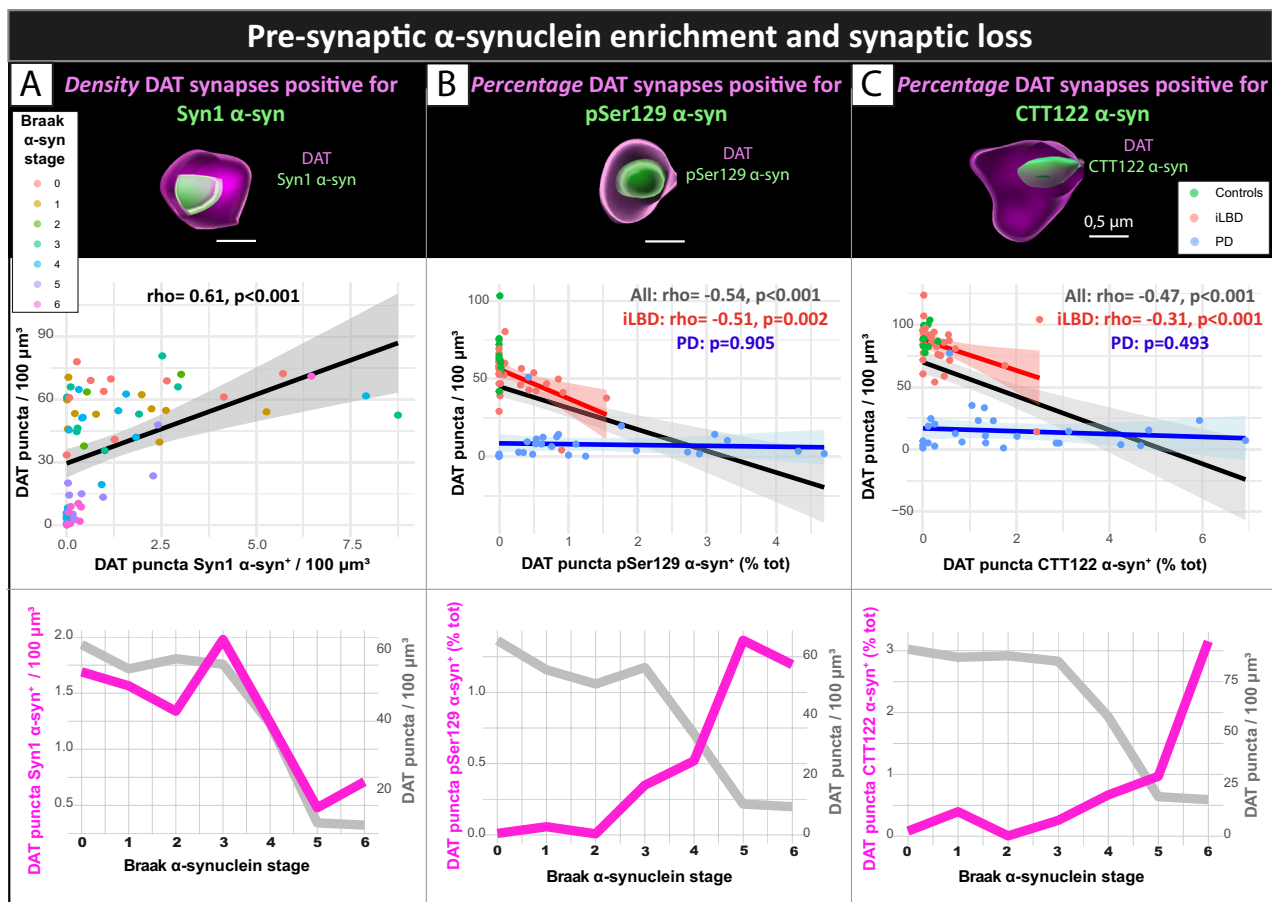 Pre-synaptic α-synuclein enrichment and synaptic loss
A
Density DAT synapses positive for
Syn1 α-syn
Braak
α-syn
stage
0
1
2
3
4
5
6
DAT
Syn1 α-syn
rho= 0.61, p<0.001
DAT puncta / 100 µm³
90
60
30
0
0.0
2.5
5.0
7.5
DAT puncta Syn1 α-syn⁺ / 100 µm³
DAT puncta Syn1 α-syn⁺ / 100 µm³
2.0
1.5
1.0
0.5
60
40
20
DAT puncta / 100 µm³
0 1 2 3 4 5 6
Braak α-synuclein stage
B
Percentage DAT synapses positive for
pSer129 α-syn
DAT
pSer129 α-syn
All: rho= -0.54, p<0.001
iLBD: rho= -0.51, p=0.002
PD: p=0.905
DAT puncta / 100 µm³
100
50
0
0 1 2 3 4
DAT puncta pSer129 α-syn⁺ (% tot)
DAT puncta pSer129 α-syn⁺ (% tot)
1.0
0.5
0.0
60
40
20
0
DAT puncta / 100 µm³
0 1 2 3 4 5 6
Braak α-synuclein stage
C
Percentage DAT synapses positive for
CTT122 α-syn
DAT
CTT122 α-syn
0,5 µm
Controls
iLBD
PD
All: rho= -0.47, p<0.001
iLBD: rho= -0.31, p<0.001
PD: p=0.493
DAT puncta / 100 µm³
100
50
0
−50
0 2 4 6
DAT puncta CTT122 α-syn⁺ (% tot)
DAT puncta CTT122 α-syn⁺ (% tot)
3
2
1
0
75
50
25
0
DAT puncta / 100 µm³
0 1 2 3 4 5 6
Braak α-synuclein stage